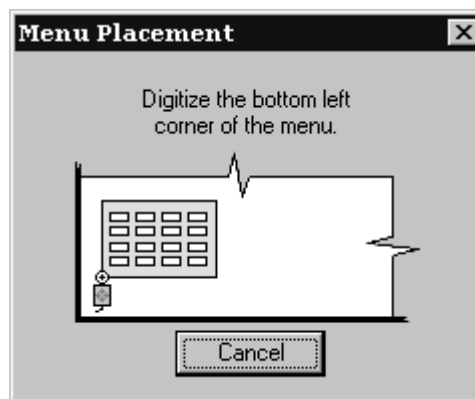 Menu Placement
Digitize the bottom left
corner of the menu.
Cancel